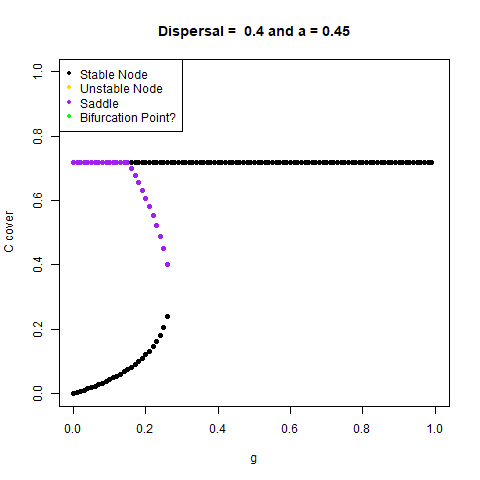 Dispersal =  0.4 and a = 0.45
Stable Node
Unstable Node
Saddle
Bifurcation Point?
C cover
1.0
0.8
0.6
0.4
0.2
0.0
0.0 0.2 0.4 0.6 0.8 1.0
g